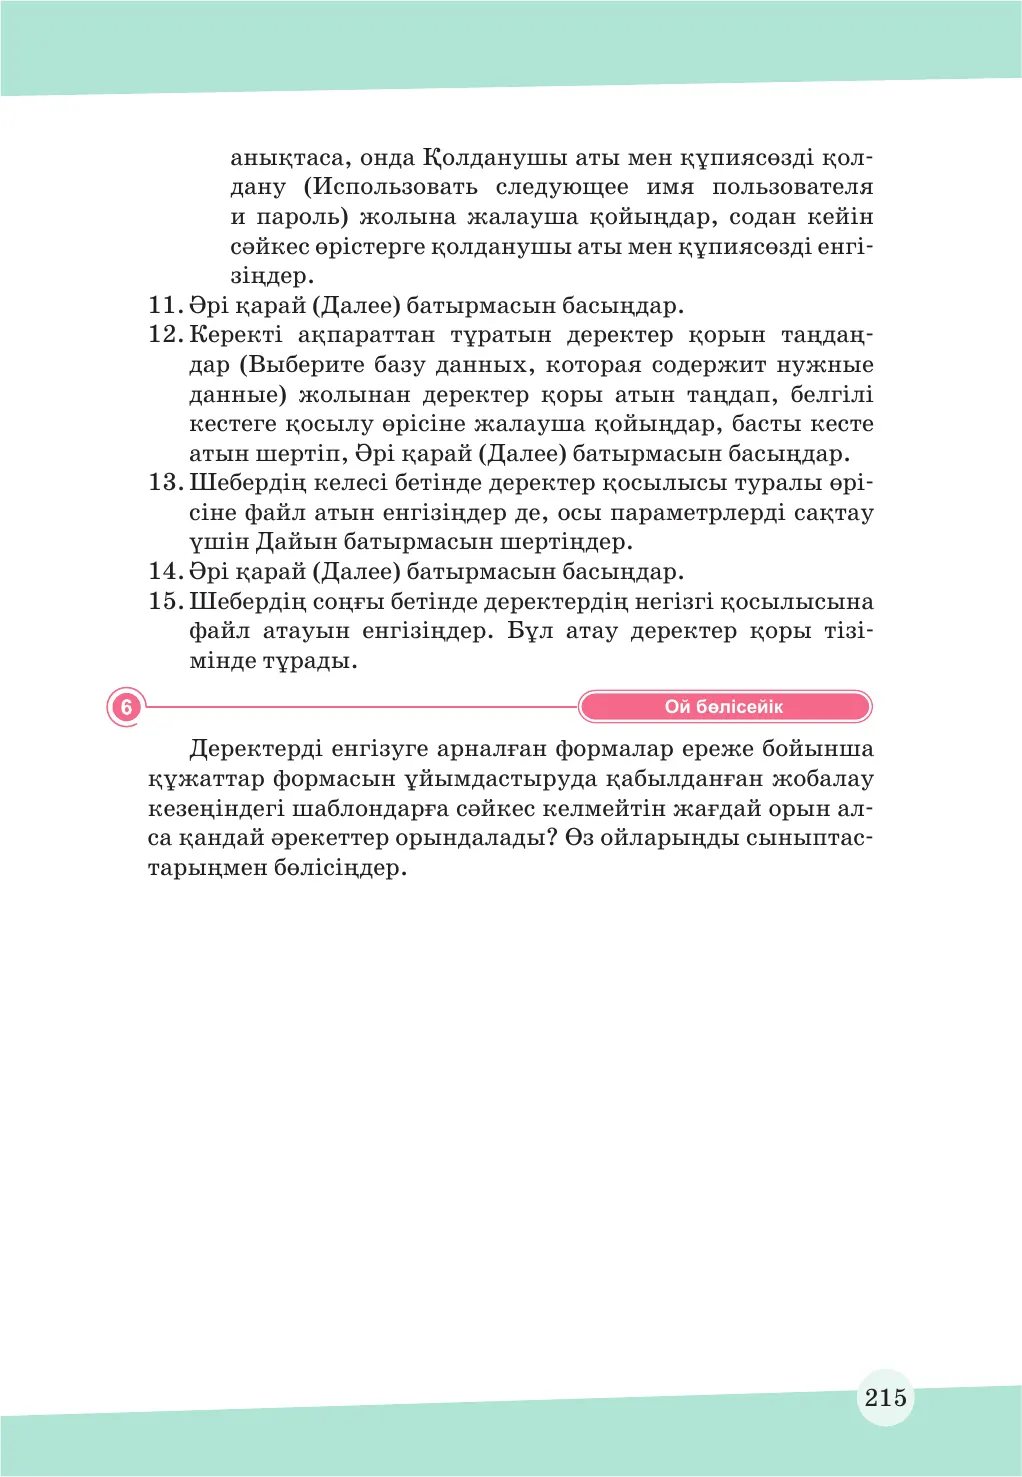 анықтаса, онда Қолданушы аты мен құпиясөзді қол-
дану (Использовать следующее имя пользователя
и пароль) жолына жалауша қойыңдар, содан кейін
сәйкес өрістерге қолданушы аты мен құпиясөзді енгі-
зіңдер.
11. Әрі қарай (Далее) батырмасын басыңдар.
12. Керекті ақпараттан тұратын деректер қорын таңдаң-
дар (Выберите базу данных, которая содержит нужные
данные) жолынан деректер қоры атын таңдап, белгілі
кестеге қосылу өрісіне жалауша қойыңдар, басты кесте
атын шертіп, Әрі қарай (Далее) батырмасын басыңдар.
13. Шебердің келесі бетінде деректер қосылысы туралы өрі-
сіне файл атын енгізіңдер де, осы параметрлерді сақтау
үшін Дайын батырмасын шертіңдер.
14. Әрі қарай (Далее) батырмасын басыңдар.
15. Шебердің соңғы бетінде деректердің негізгі қосылысына
файл атауын енгізіңдер. Бұл атау деректер қоры тізі-
мінде тұрады.
6 Ой бөлісейік
Деректерді енгізуге арналған формалар ереже бойынша
құжаттар формасын ұйымдастыруда қабылданған жобалау
кезеңіндегі шаблондарға сәйкес келмейтін жағдай орын ал-
са қандай әрекеттер орындалады? Өз ойларыңды сыныптас-
тарыңмен бөлісіңдер.
215